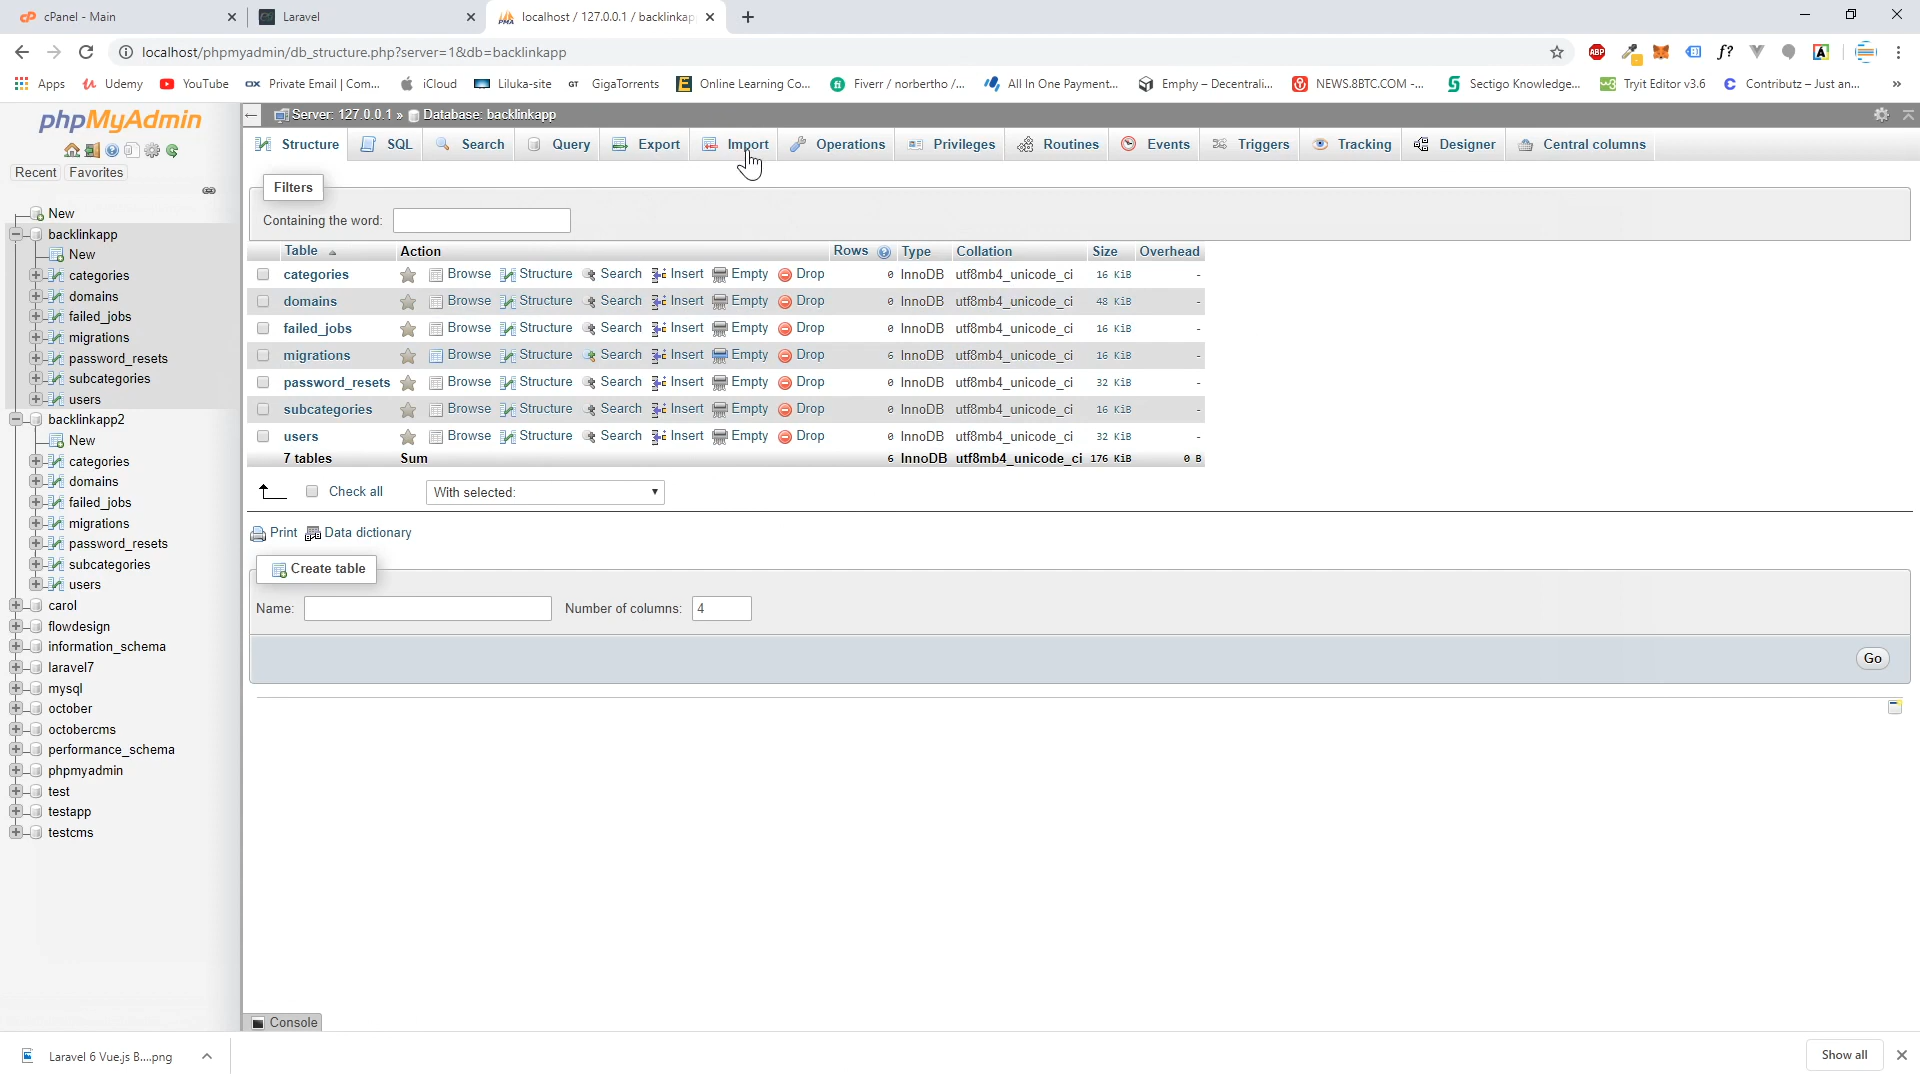 cPanel - Main
Laravel
localhost / 127.0.0.1 / backlinkap
localhost/phpmyadmin/db_structure.php?server=1&db=backlinkapp
ABP
f?
Apps
Udemy
YouTube
Private Email | Com...
iCloud
Liluka-site
GT GigaTorrents
Online Learning Co...
Fiverr / norbertho /...
All In One Payment...
Emphy – Decentrali...
NEWS.8BTC.COM -...
Sectigo Knowledge...
Tryit Editor v3.6
Contributz – Just an...
»
phpMyAdmin
Recent Favorites
New
backlinkapp
New
categories
domains
failed_jobs
migrations
password_resets
subcategories
users
backlinkapp2
New
categories
domains
failed_jobs
migrations
password_resets
subcategories
users
carol
flowdesign
information_schema
laravel7
mysql
october
octobercms
performance_schema
phpmyadmin
test
testapp
testcms
Server: 127.0.0.1 » Database: backlinkapp
Structure SQL Search Query Export Import Operations Privileges Routines Events Triggers Tracking Designer Central columns
Filters
Containing the word:
Table Action Rows Type Collation Size Overhead
categories Browse Structure Search Insert Empty Drop 0 InnoDB utf8mb4_unicode_ci 16 KiB -
domains Browse Structure Search Insert Empty Drop 0 InnoDB utf8mb4_unicode_ci 48 KiB -
failed_jobs Browse Structure Search Insert Empty Drop 0 InnoDB utf8mb4_unicode_ci 16 KiB -
migrations Browse Structure Search Insert Empty Drop 6 InnoDB utf8mb4_unicode_ci 16 KiB -
password_resets Browse Structure Search Insert Empty Drop 0 InnoDB utf8mb4_unicode_ci 32 KiB -
subcategories Browse Structure Search Insert Empty Drop 0 InnoDB utf8mb4_unicode_ci 16 KiB -
users Browse Structure Search Insert Empty Drop 0 InnoDB utf8mb4_unicode_ci 32 KiB -
7 tables Sum 6 InnoDB utf8mb4_unicode_ci 176 KiB 0 B
Check all With selected:
Print Data dictionary
Create table
Name: Number of columns: 4
Go
Console
Laravel 6 Vue.js B....png
Show all